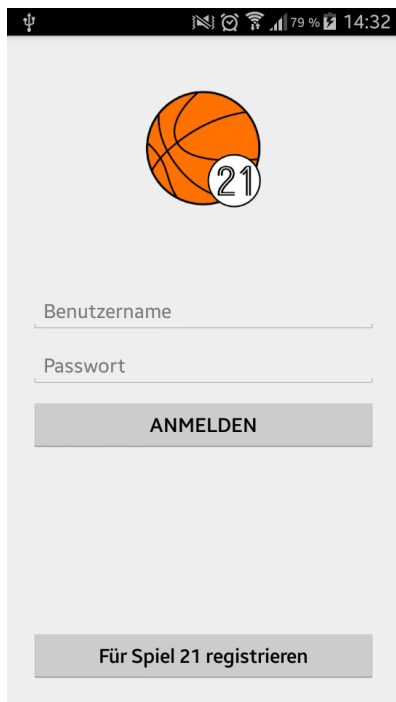 79 % 14:32
21
Benutzername
Passwort
ANMELDEN
Für Spiel 21 registrieren